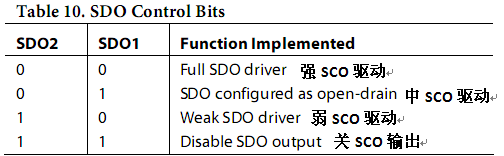 Table 10. SDO Control Bits
SDO2 SDO1 Function Implemented
0 0 Full SDO driver 强 SCO 驱动↵
0 1 SDO configured as open-drain 中 SCO 驱动↵
1 0 Weak SDO driver 弱 SCO 驱动↵
1 1 Disable SDO output 关 SCO 输出↵